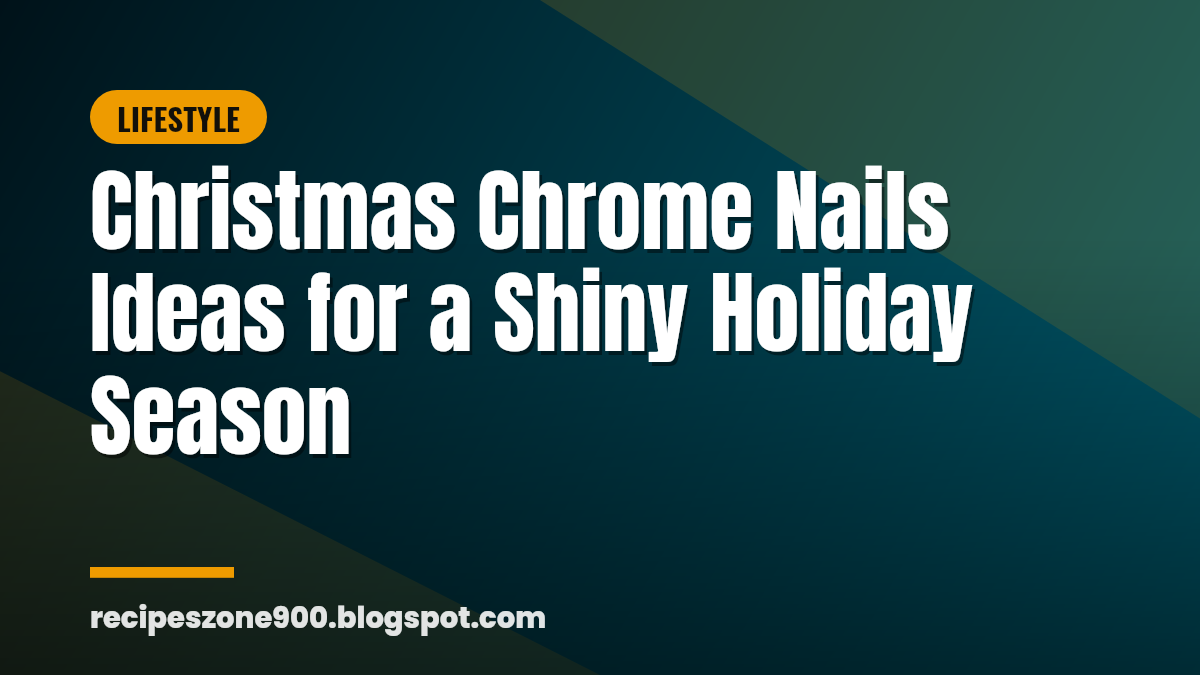 LIFESTYLE
Christmas Chrome Nails
Ideas for a Shiny Holiday
Season
recipeszone900.blogspot.com